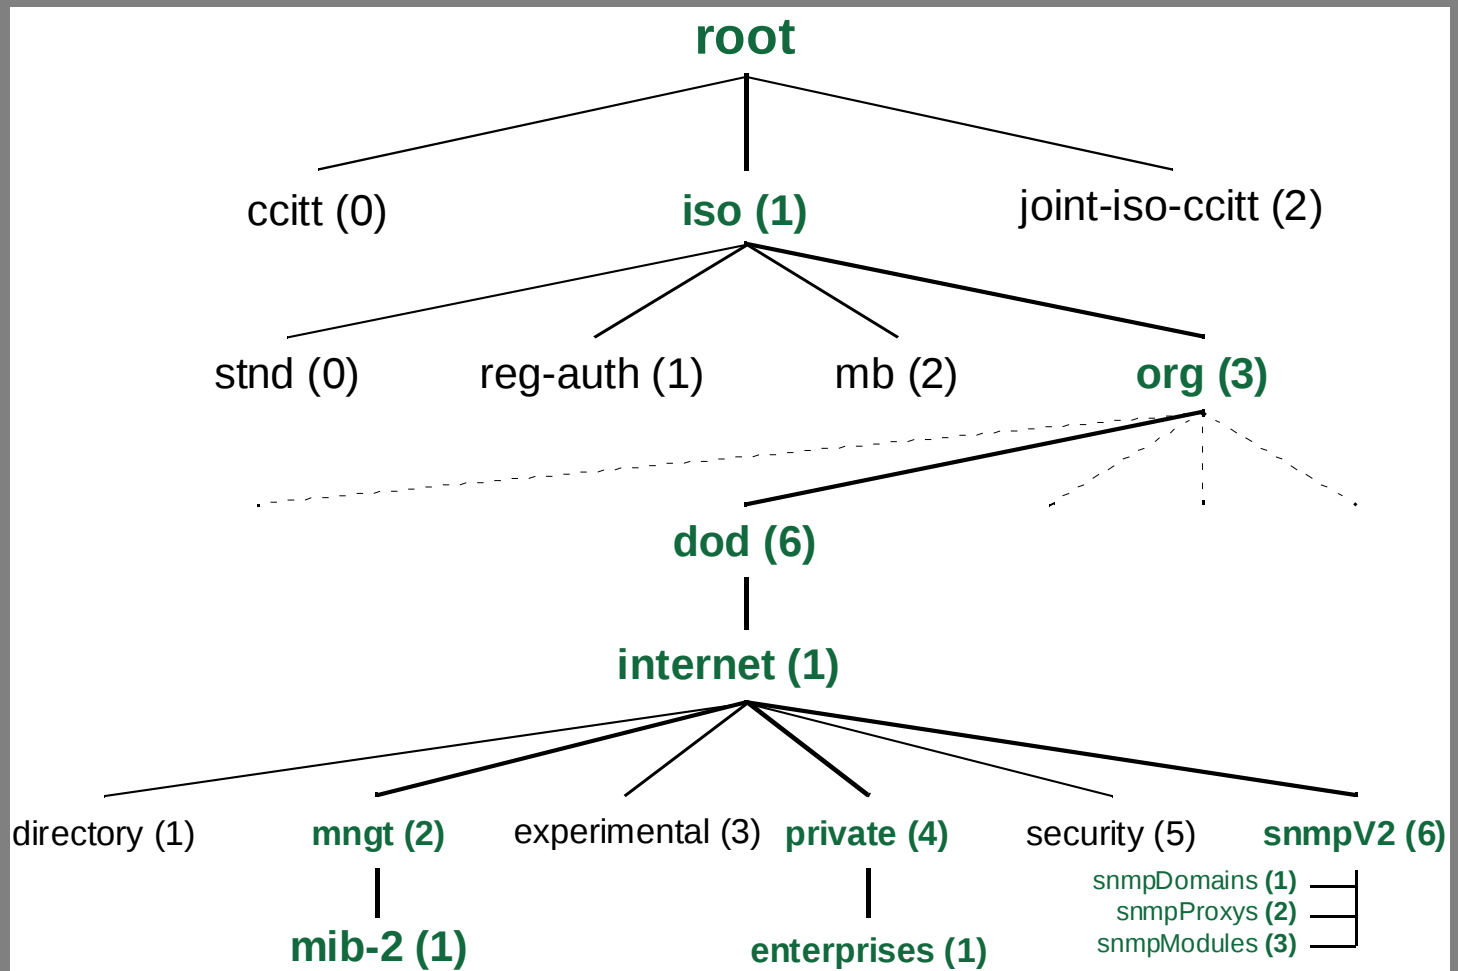 root
ccitt (0)
iso (1)
joint-iso-ccitt (2)
stnd (0)
reg-auth (1)
mb (2)
org (3)
dod (6)
internet (1)
directory (1)
mngt (2)
experimental (3)
private (4)
security (5)
snmpV2 (6)
snmpDomains (1)
snmpProxys (2)
snmpModules (3)
mib-2 (1)
enterprises (1)